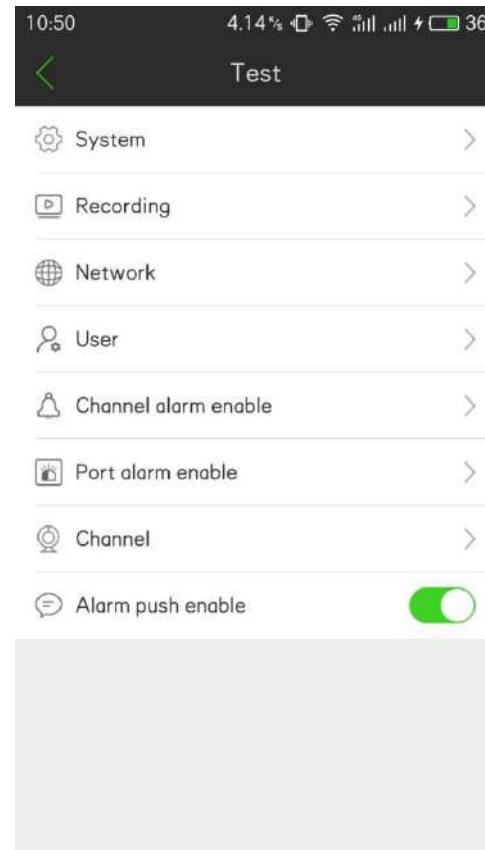 10:50 4.14 K/s 4G 36
Test
System
Recording
Network
User
Channel alarm enable
Port alarm enable
Channel
Alarm push enable